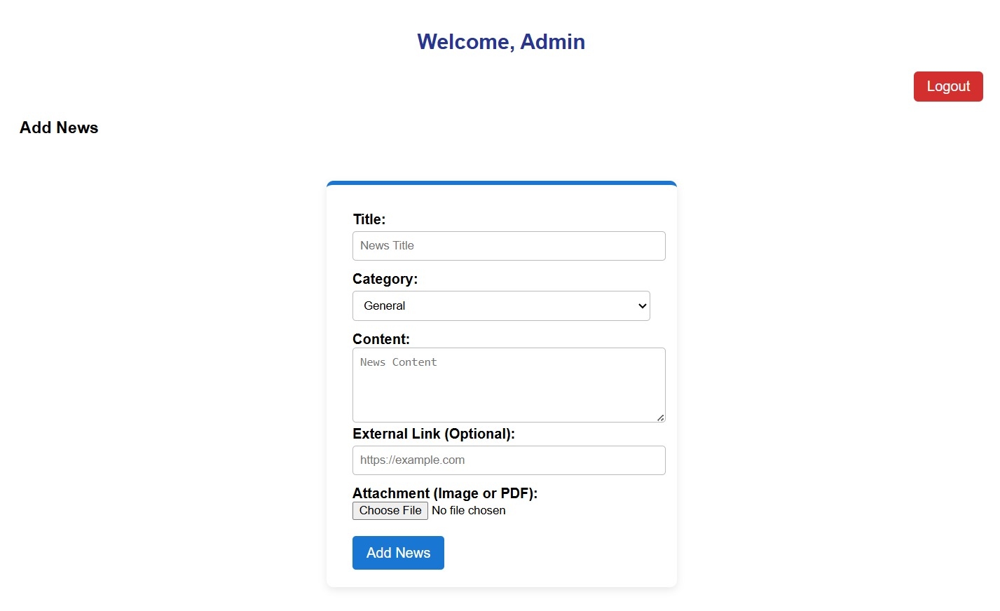 Welcome, Admin
Logout
Add News
Title:
News Title
Category:
General
Content:
News Content
External Link (Optional):
https://example.com
Attachment (Image or PDF):
Choose File No file chosen
Add News